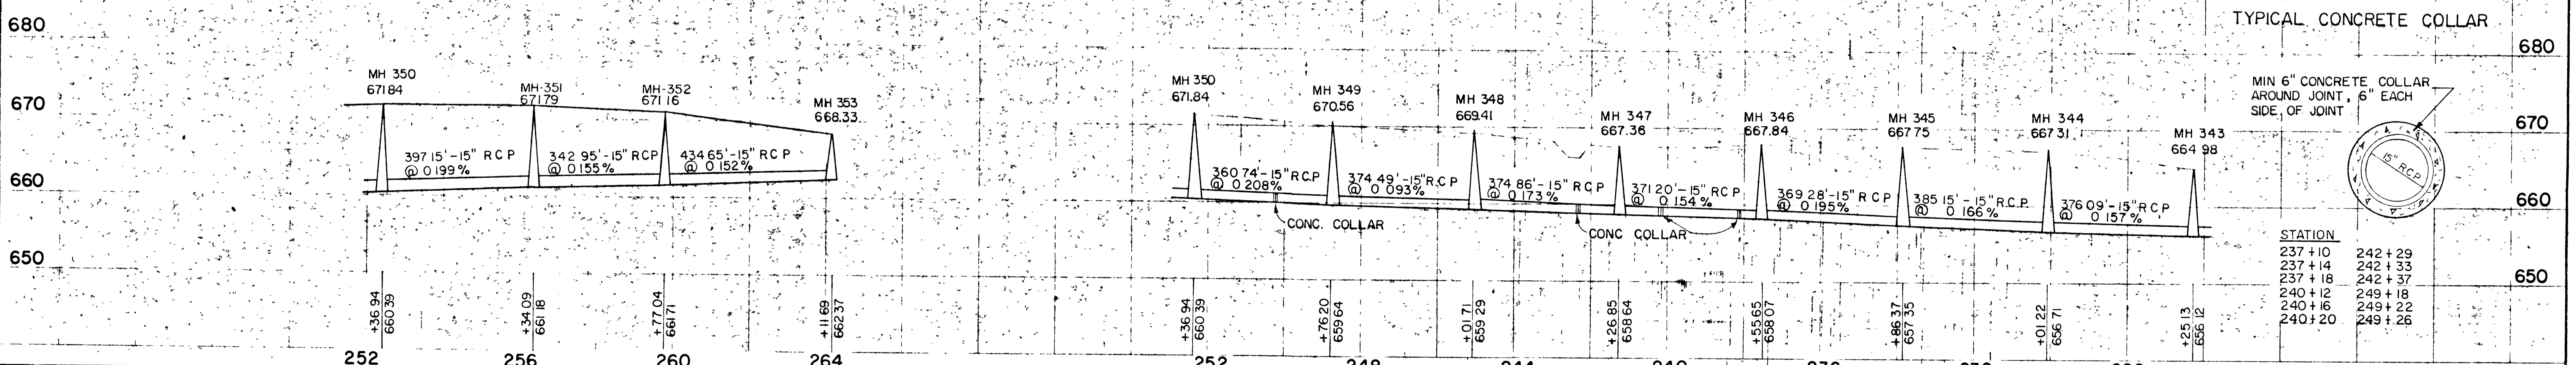 TYPICAL CONCRETE COLLAR
680
680
MIN 6" CONCRETE COLLAR
AROUND JOINT, 6" EACH
SIDE OF JOINT
15" R.C.P.
670
670
660
660
650
650
MH 350
671.84
MH-351
671.79
MH-352
671 16
MH 353
668.33
397 15'-15" R C P
@ 0.199%
342 95'-15" RCP
@ 0.155%
434 65'-15" R C P
@ 0.152%
MH 350
671.84
MH 349
670.56
MH 348
669.41
MH 347
667.36
MH 346
667.84
MH 345
667.75
MH 344
667.31
MH 343
664 98
360 74'-15" R.C.P
@ 0 208%
374 49'-15" R.C.P
@ 0 093%
374 86'-15" R C P
@ 0 173%
371 20'-15" R C P
@ 0 154%
369 28'-15" R C P
@ 0 195%
385 15'-15" R.C.P
@ 0 166%
376 09'-15" R.C.P
@ 0 157%
CONC. COLLAR
CONC COLLAR
STATION
237+10 242+29
237+14 242+33
237+18 242+37
240+12 249+18
240+16 249+22
240+20 249+26
+36.94
660 39
+34.09
661 18
+77.04
661.71
+11.69
662 37
+36.94
660.39
+76.20
659 64
+01 71
659.29
+26.85
658 64
+55 65
658 07
+86 37
657 35
+01.22
656 71
+25 13
656 12
252
256
260
264
252